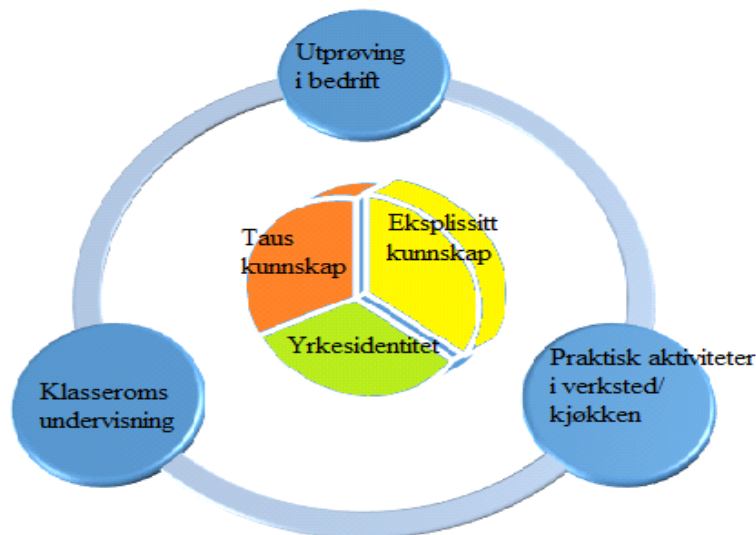 Utprøving
i bedrift
Taus
kunnskap
Eksplissitt
kunnskap
Yrkesidentitet
Klasseroms
undervisning
Praktisk aktiviteter
i verksted/
kjøkken